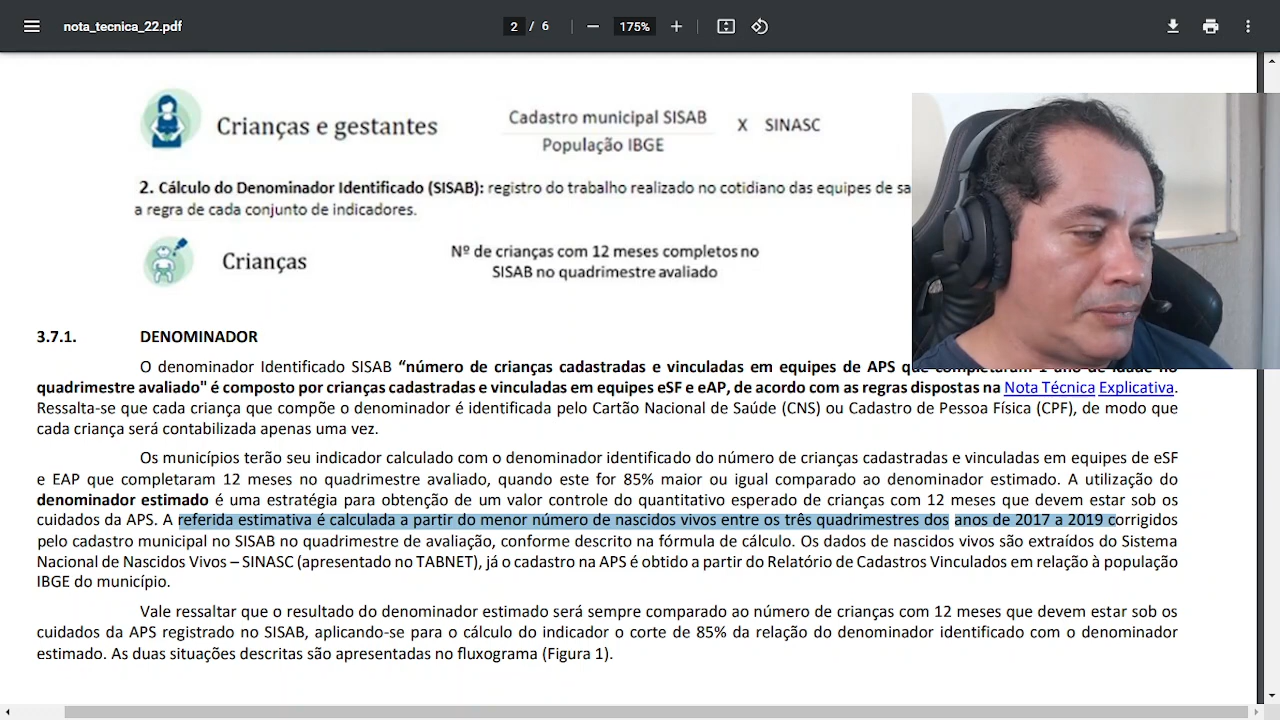 nota_tecnica_22.pdf
2 / 6
175%
Crianças e gestantes
Cadastro municipal SISAB
População IBGE
X SINASC
2. Cálculo do Denominador Identificado (SISAB): registro do trabalho realizado no cotidiano das equipes de
a regra de cada conjunto de indicadores.
Crianças
Nº de crianças com 12 meses completos no
SISAB no quadrimestre avaliado
3.7.1. DENOMINADOR
O denominador Identificado SISAB “número de crianças cadastradas e vinculadas em equipes de APS
quadrimestre avaliado" é composto por crianças cadastradas e vinculadas em equipes eSF e eAP, de acordo com as regras dispostas na Nota Técnica Explicativa.
Ressalta-se que cada criança que compõe o denominador é identificada pelo Cartão Nacional de Saúde (CNS) ou Cadastro de Pessoa Física (CPF), de modo que
cada criança será contabilizada apenas uma vez.
Os municípios terão seu indicador calculado com o denominador identificado do número de crianças cadastradas e vinculadas em equipes de eSF
e EAP que completaram 12 meses no quadrimestre avaliado, quando este for 85% maior ou igual comparado ao denominador estimado. A utilização do
denominador estimado é uma estratégia para obtenção de um valor controle do quantitativo esperado de crianças com 12 meses que devem estar sob os
cuidados da APS. A referida estimativa é calculada a partir do menor número de nascidos vivos entre os três quadrimestres dos anos de 2017 a 2019 corrigidos
pelo cadastro municipal no SISAB no quadrimestre de avaliação, conforme descrito na fórmula de cálculo. Os dados de nascidos vivos são extraídos do Sistema
Nacional de Nascidos Vivos – SINASC (apresentado no TABNET), já o cadastro na APS é obtido a partir do Relatório de Cadastros Vinculados em relação à população
IBGE do município.
Vale ressaltar que o resultado do denominador estimado será sempre comparado ao número de crianças com 12 meses que devem estar sob os
cuidados da APS registrado no SISAB, aplicando-se para o cálculo do indicador o corte de 85% da relação do denominador identificado com o denominador
estimado. As duas situações descritas são apresentadas no fluxograma (Figura 1).